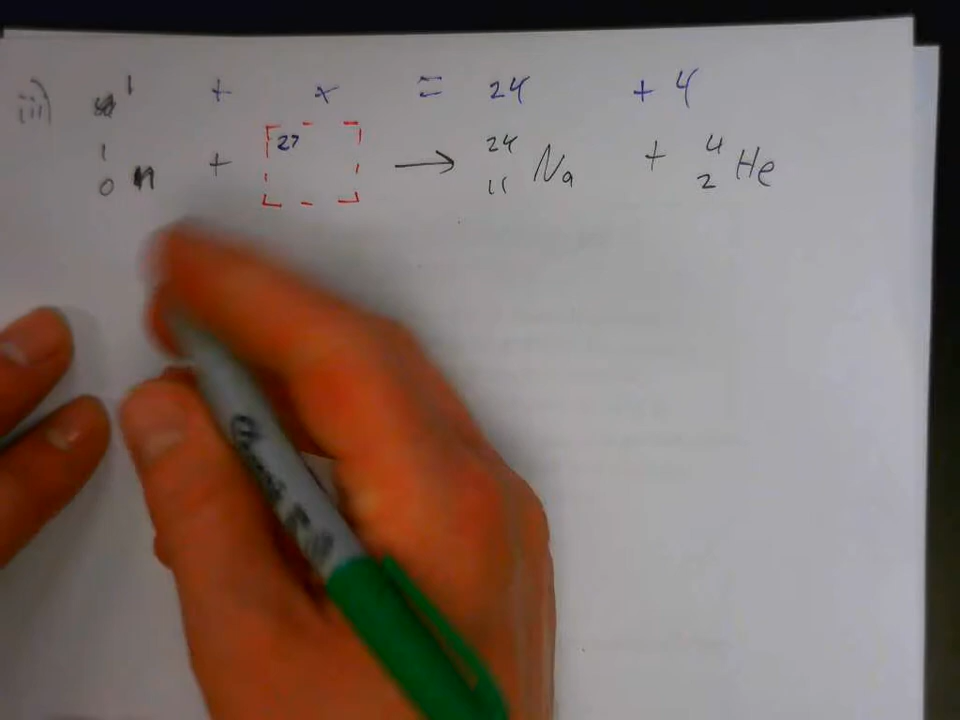 iii) 1 + x = 24 + 4
1 0 n + 27 → 24 11 Na + 4 2 He